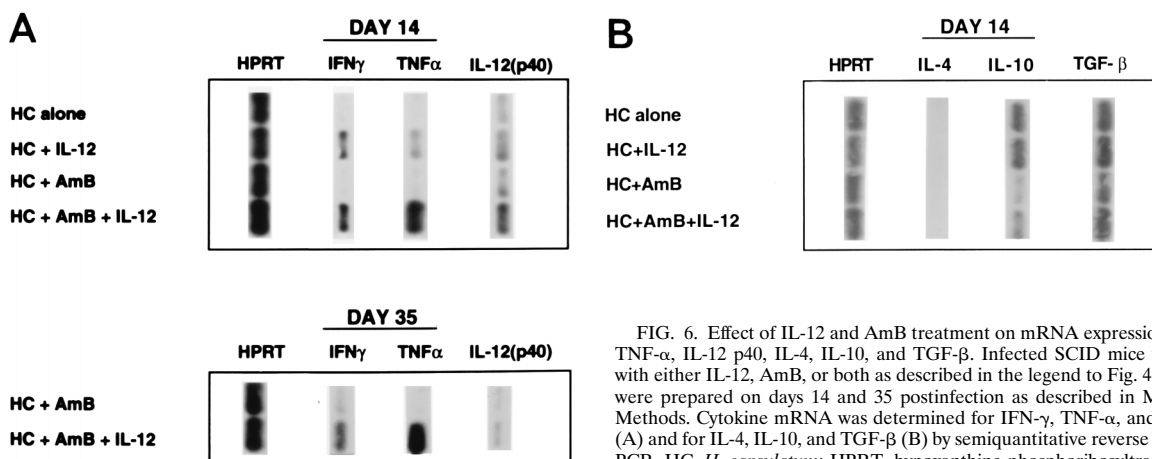 A
DAY 14
HPRT IFNγ TNFα IL-12(p40)
HC alone
HC + IL-12
HC + AmB
HC + AmB + IL-12
DAY 35
HPRT IFNγ TNFα IL-12(p40)
HC + AmB
HC + AmB + IL-12
B
DAY 14
HPRT IL-4 IL-10 TGF- β
HC alone
HC+IL-12
HC+AmB
HC+AmB+IL-12
FIG. 6. Effect of IL-12 and AmB treatment on mRNA expressio
TNF-α, IL-12 p40, IL-4, IL-10, and TGF-β. Infected SCID mice
with either IL-12, AmB, or both as described in the legend to Fig. 4
were prepared on days 14 and 35 postinfection as described in M
Methods. Cytokine mRNA was determined for IFN-γ, TNF-α, and
(A) and for IL-4, IL-10, and TGF-β (B) by semiquantitative reverse